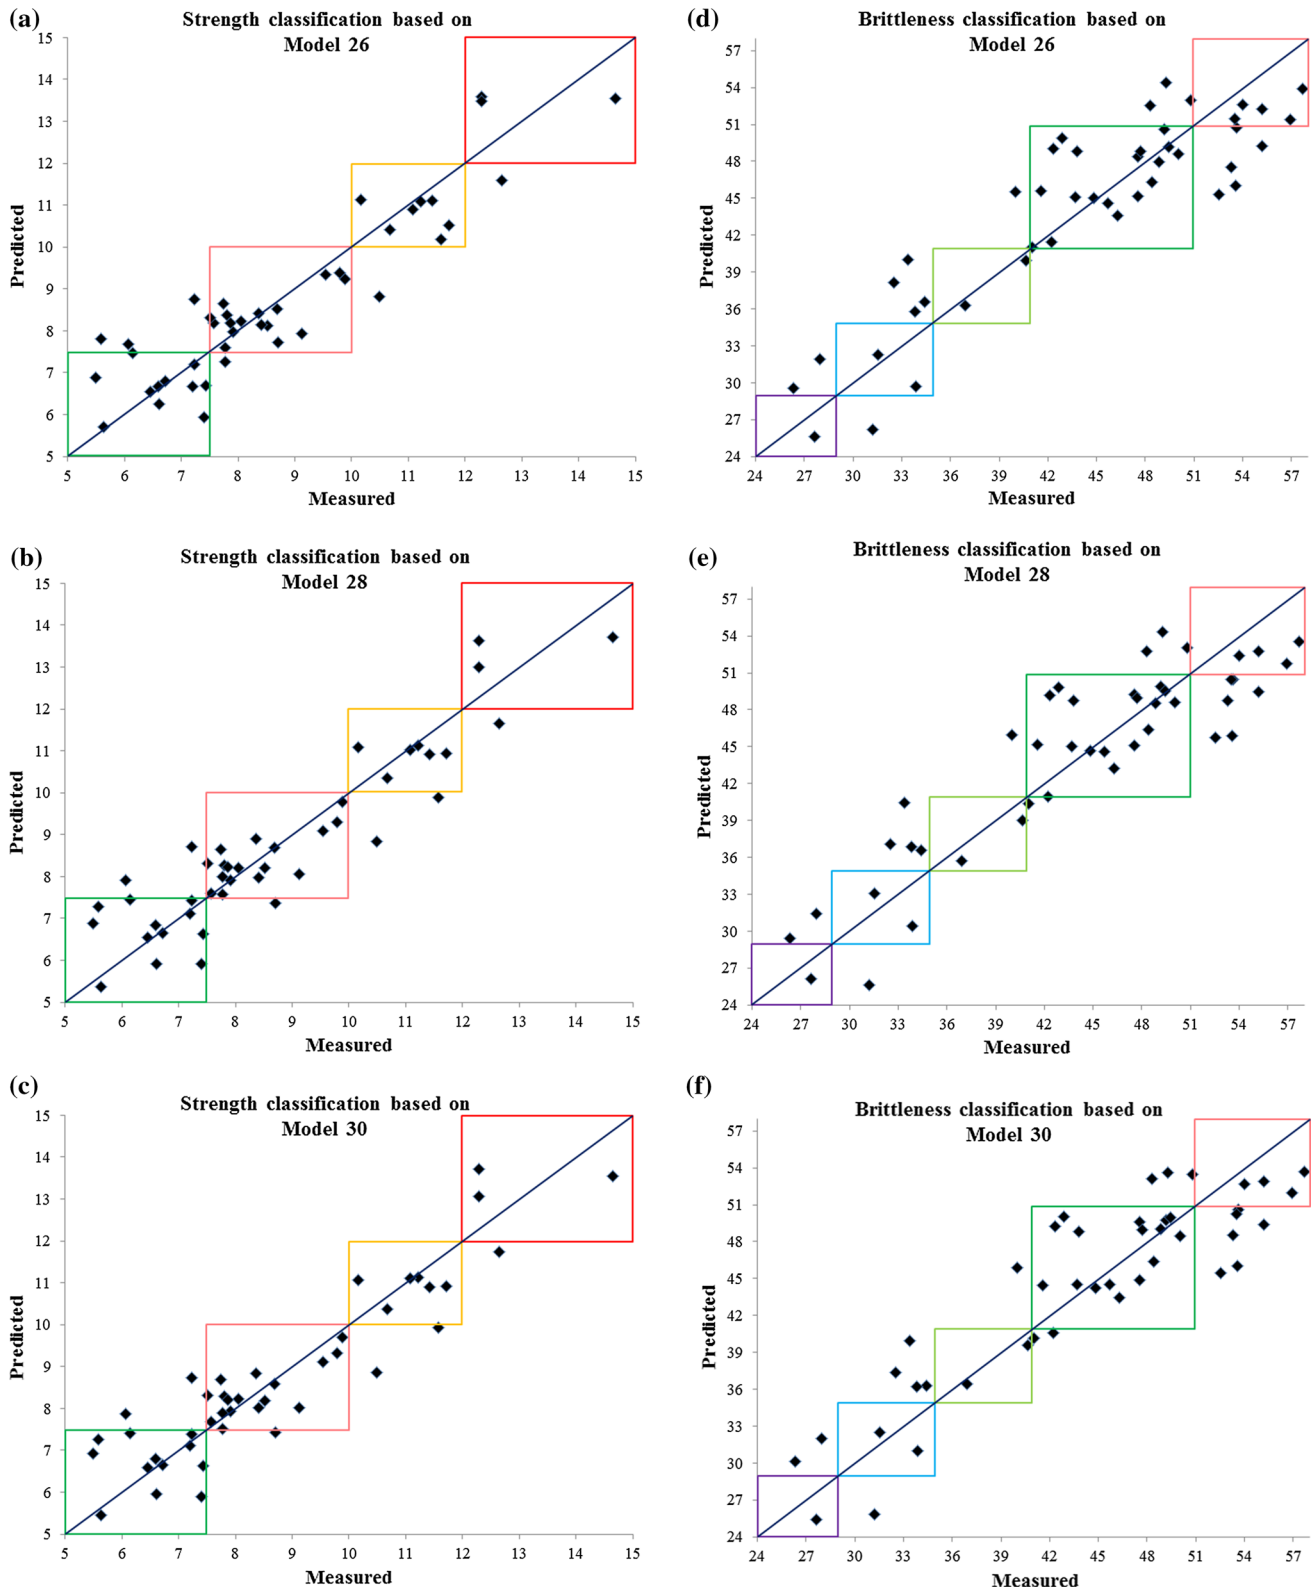 (a)
Strength classification based on
Model 26
15
14
13
12
11
10
9
8
7
6
5
Predicted
5 6 7 8 9 10 11 12 13 14 15
Measured
(d)
Brittleness classification based on
Model 26
57
54
51
48
45
42
39
36
33
30
27
24
Predicted
24 27 30 33 36 39 42 45 48 51 54 57
Measured
(b)
Strength classification based on
Model 28
15
14
13
12
11
10
9
8
7
6
5
Predicted
5 6 7 8 9 10 11 12 13 14 15
Measured
(e)
Brittleness classification based on
Model 28
57
54
51
48
45
42
39
36
33
30
27
24
Predicted
24 27 30 33 36 39 42 45 48 51 54 57
Measured
(c)
Strength classification based on
Model 30
15
14
13
12
11
10
9
8
7
6
5
Predicted
5 6 7 8 9 10 11 12 13 14 15
Measured
(f)
Brittleness classification based on
Model 30
57
54
51
48
45
42
39
36
33
30
27
24
Predicted
24 27 30 33 36 39 42 45 48 51 54 57
Measured